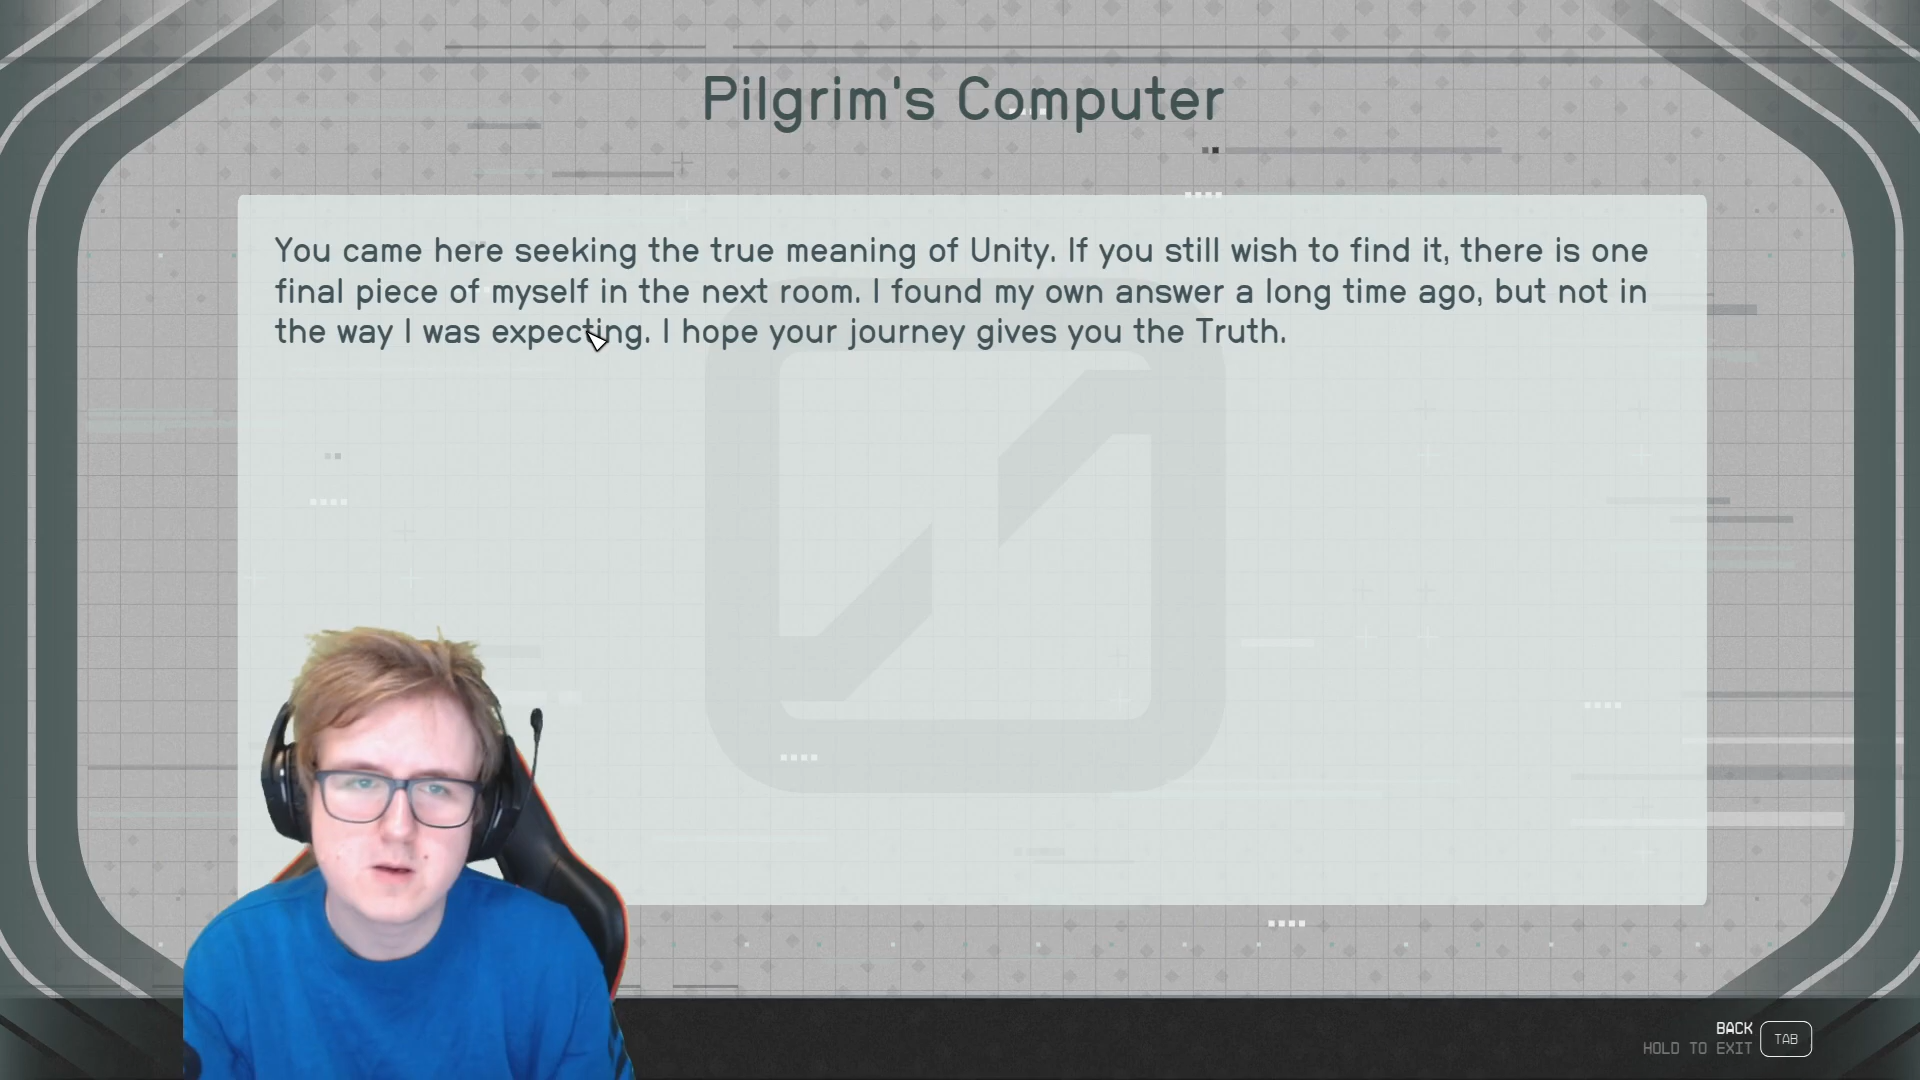 Pilgrim's Computer
You came here seeking the true meaning of Unity. If you still wish to find it, there is one
final piece of myself in the next room. I found my own answer a long time ago, but not in
the way I was expecting. I hope your journey gives you the Truth.
BACK
HOLD TO EXIT
TAB